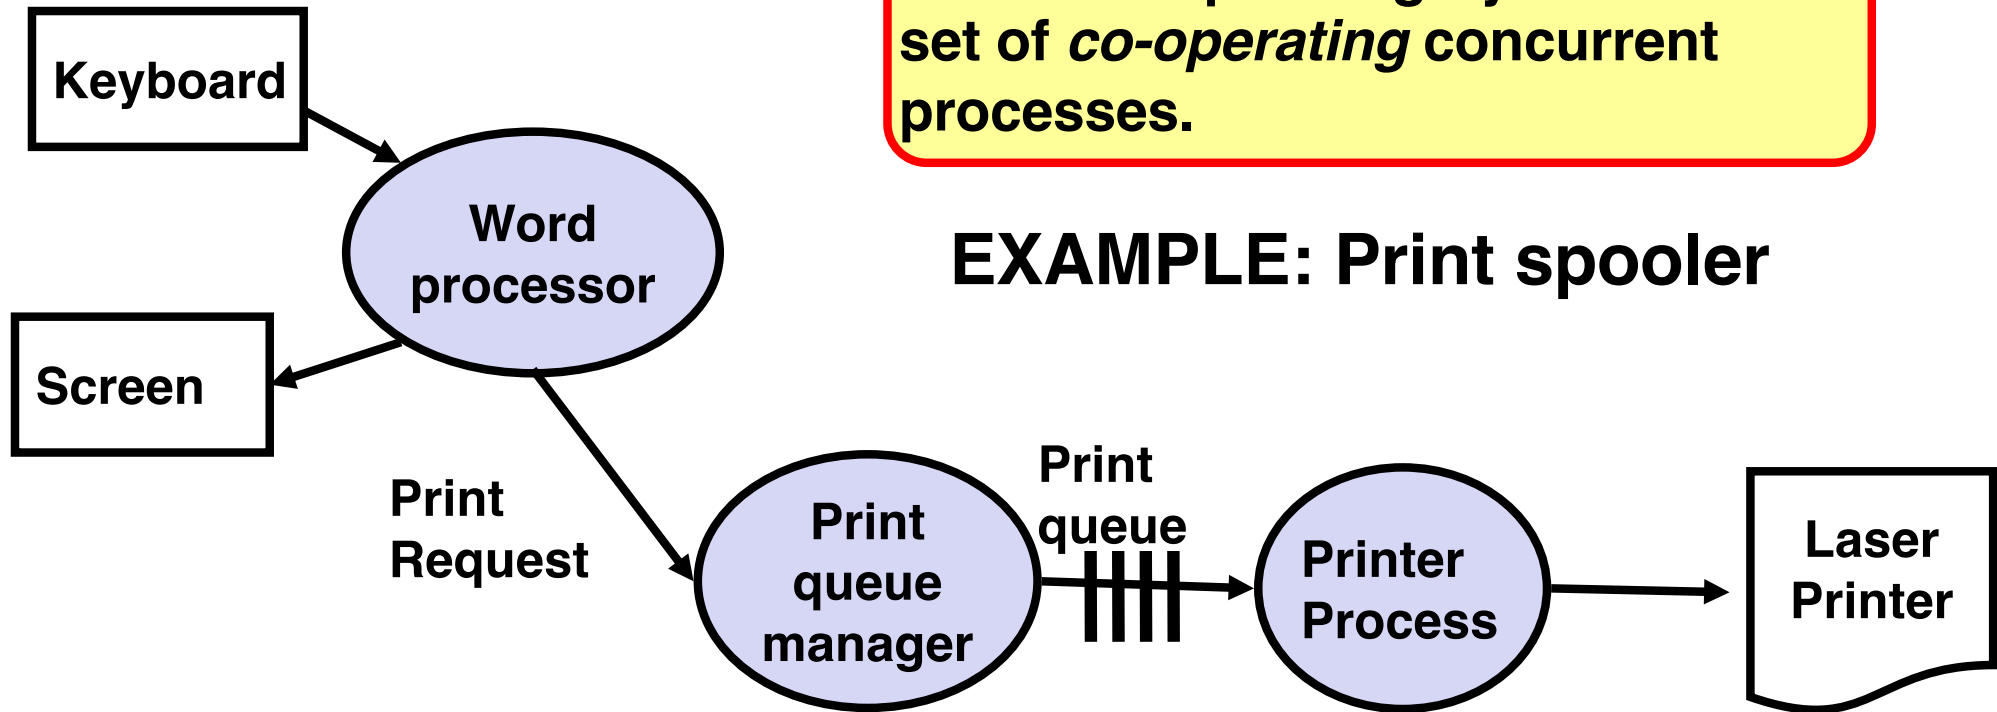 set of co-operating concurrent
processes.
Keyboard
Word
processor
EXAMPLE: Print spooler
Screen
Print
Request
Print
queue
manager
Print
queue
Printer
Process
Laser
Printer